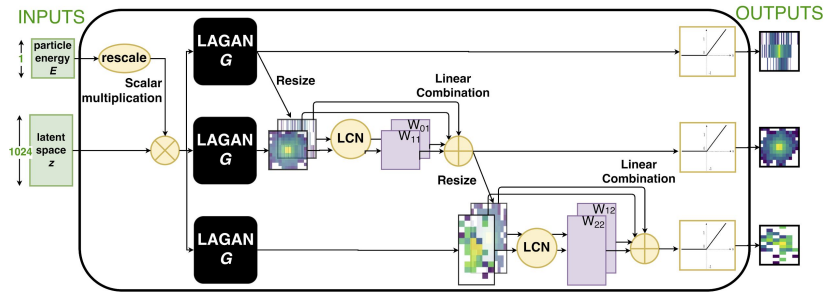 INPUTS
OUTPUTS
particle
energy
E
1
rescale
Scalar
multiplication
latent
space
z
1024
LAGAN
G
Resize
Linear
Combination
LAGAN
G
LCN
W01
W11
Resize
Linear
Combination
LAGAN
G
LCN
W12
W22